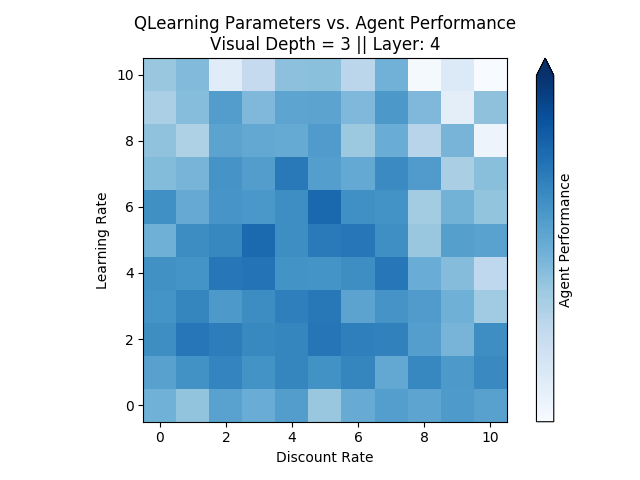 QLearning Parameters vs. Agent Performance
Visual Depth = 3 || Layer: 4
10
8
6
4
2
0
Learning Rate
0 2 4 6 8 10
Discount Rate
Agent Performance